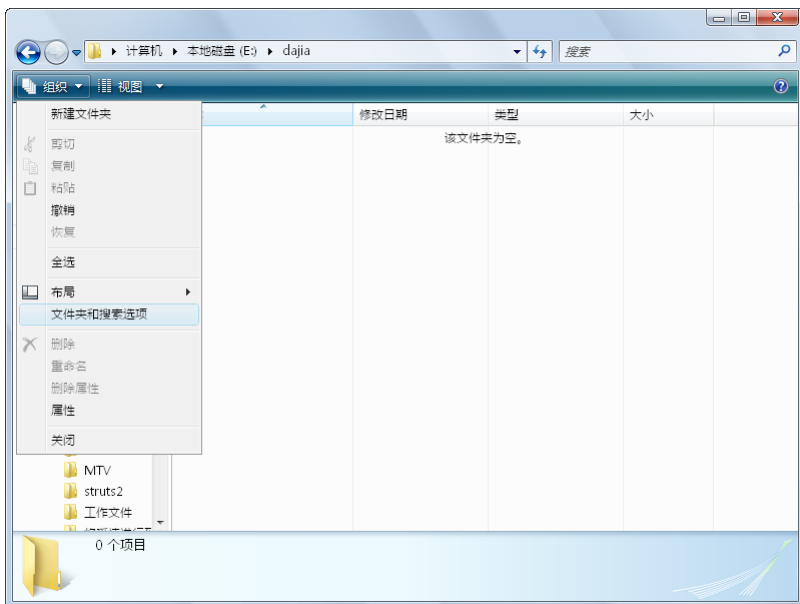 计算机 本地磁盘 (E:) dajia 搜索
组织 视图
新建文件夹
剪切
复制
粘贴
撤销
恢复
全选
布局
文件夹和搜索选项
删除
重命名
删除属性
属性
关闭
修改日期 类型 大小
该文件夹为空。
MTV
struts2
工作文件
0 个项目